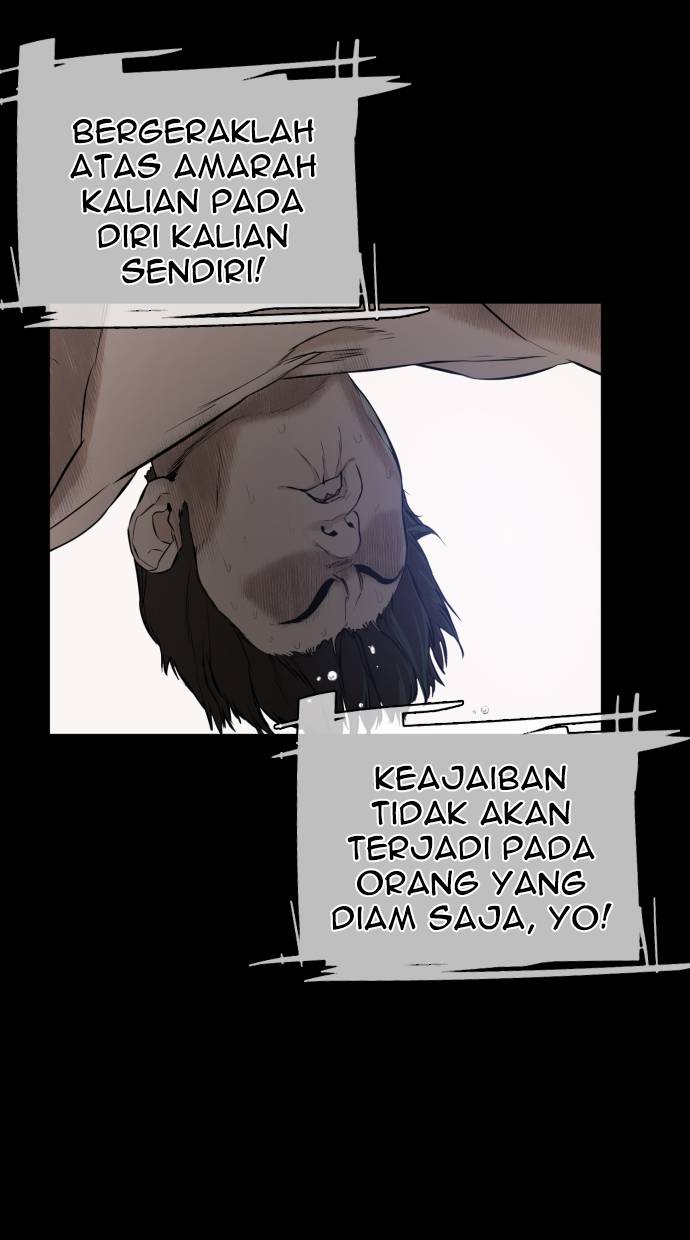 BERGERAKLAH
ATAS AMARAH
KALIAN PADA
DIRI KALIAN
SENDIRI!
KEAJAIBAN
TIDAK AKAN
TERJADI PADA
ORANG YANG
DIAM SAJA, YO!